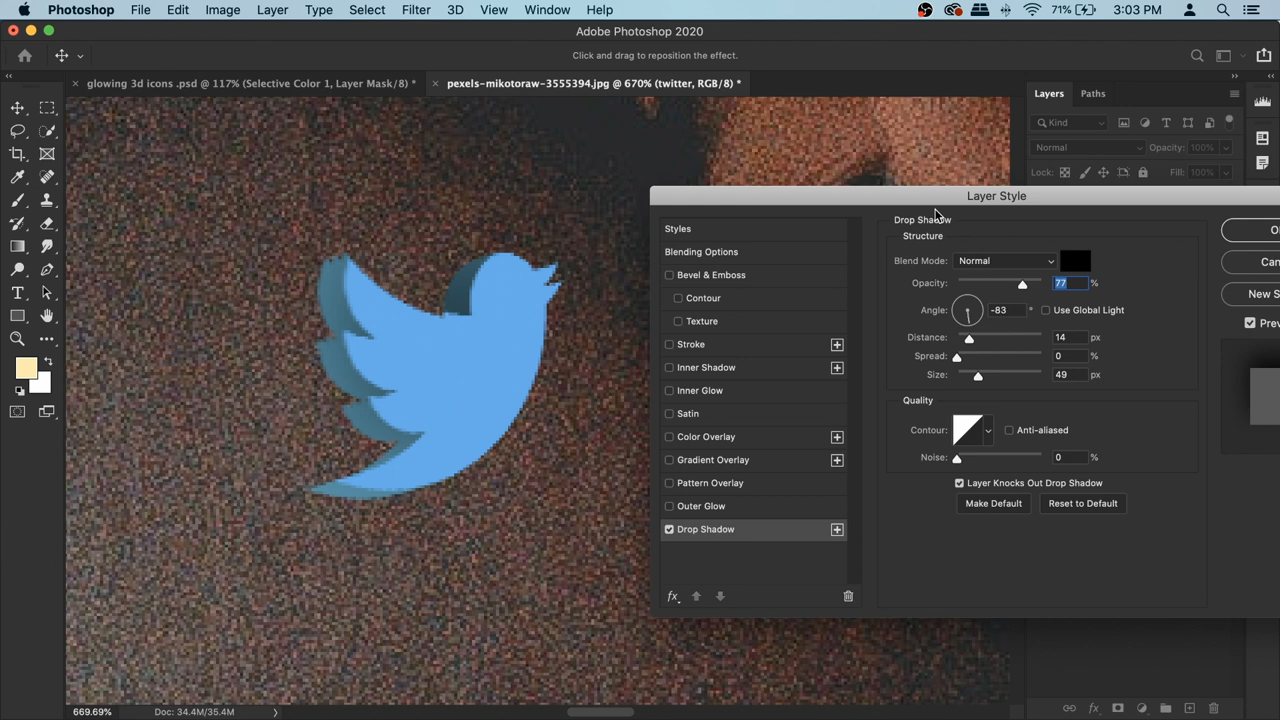 Photoshop File Edit Image Layer Type Select Filter 3D View Window Help 71% 3:03 PM
Adobe Photoshop 2020
Click and drag to reposition the effect.
glowing 3d icons .psd @ 117% (Selective Color 1, Layer Mask/8) *
pexels-mikotoraw-3555394.jpg @ 670% (twitter, RGB/8) *
Layers Paths
Kind
Normal Opacity: 100%
Lock: Fill: 100%
Layer Style
Styles
Blending Options
Bevel & Emboss
Contour
Texture
Stroke
Inner Shadow
Inner Glow
Satin
Color Overlay
Gradient Overlay
Pattern Overlay
Outer Glow
Drop Shadow
fx
Drop Shadow
Structure
Blend Mode: Normal
Opacity: 77 %
Angle: -83 ° Use Global Light
Distance: 14 px
Spread: 0 %
Size: 49 px
Quality
Contour: Anti-aliased
Noise: 0 %
Layer Knocks Out Drop Shadow
Make Default Reset to Default
New S
669.69% Doc: 34.4M/35.4M
fx